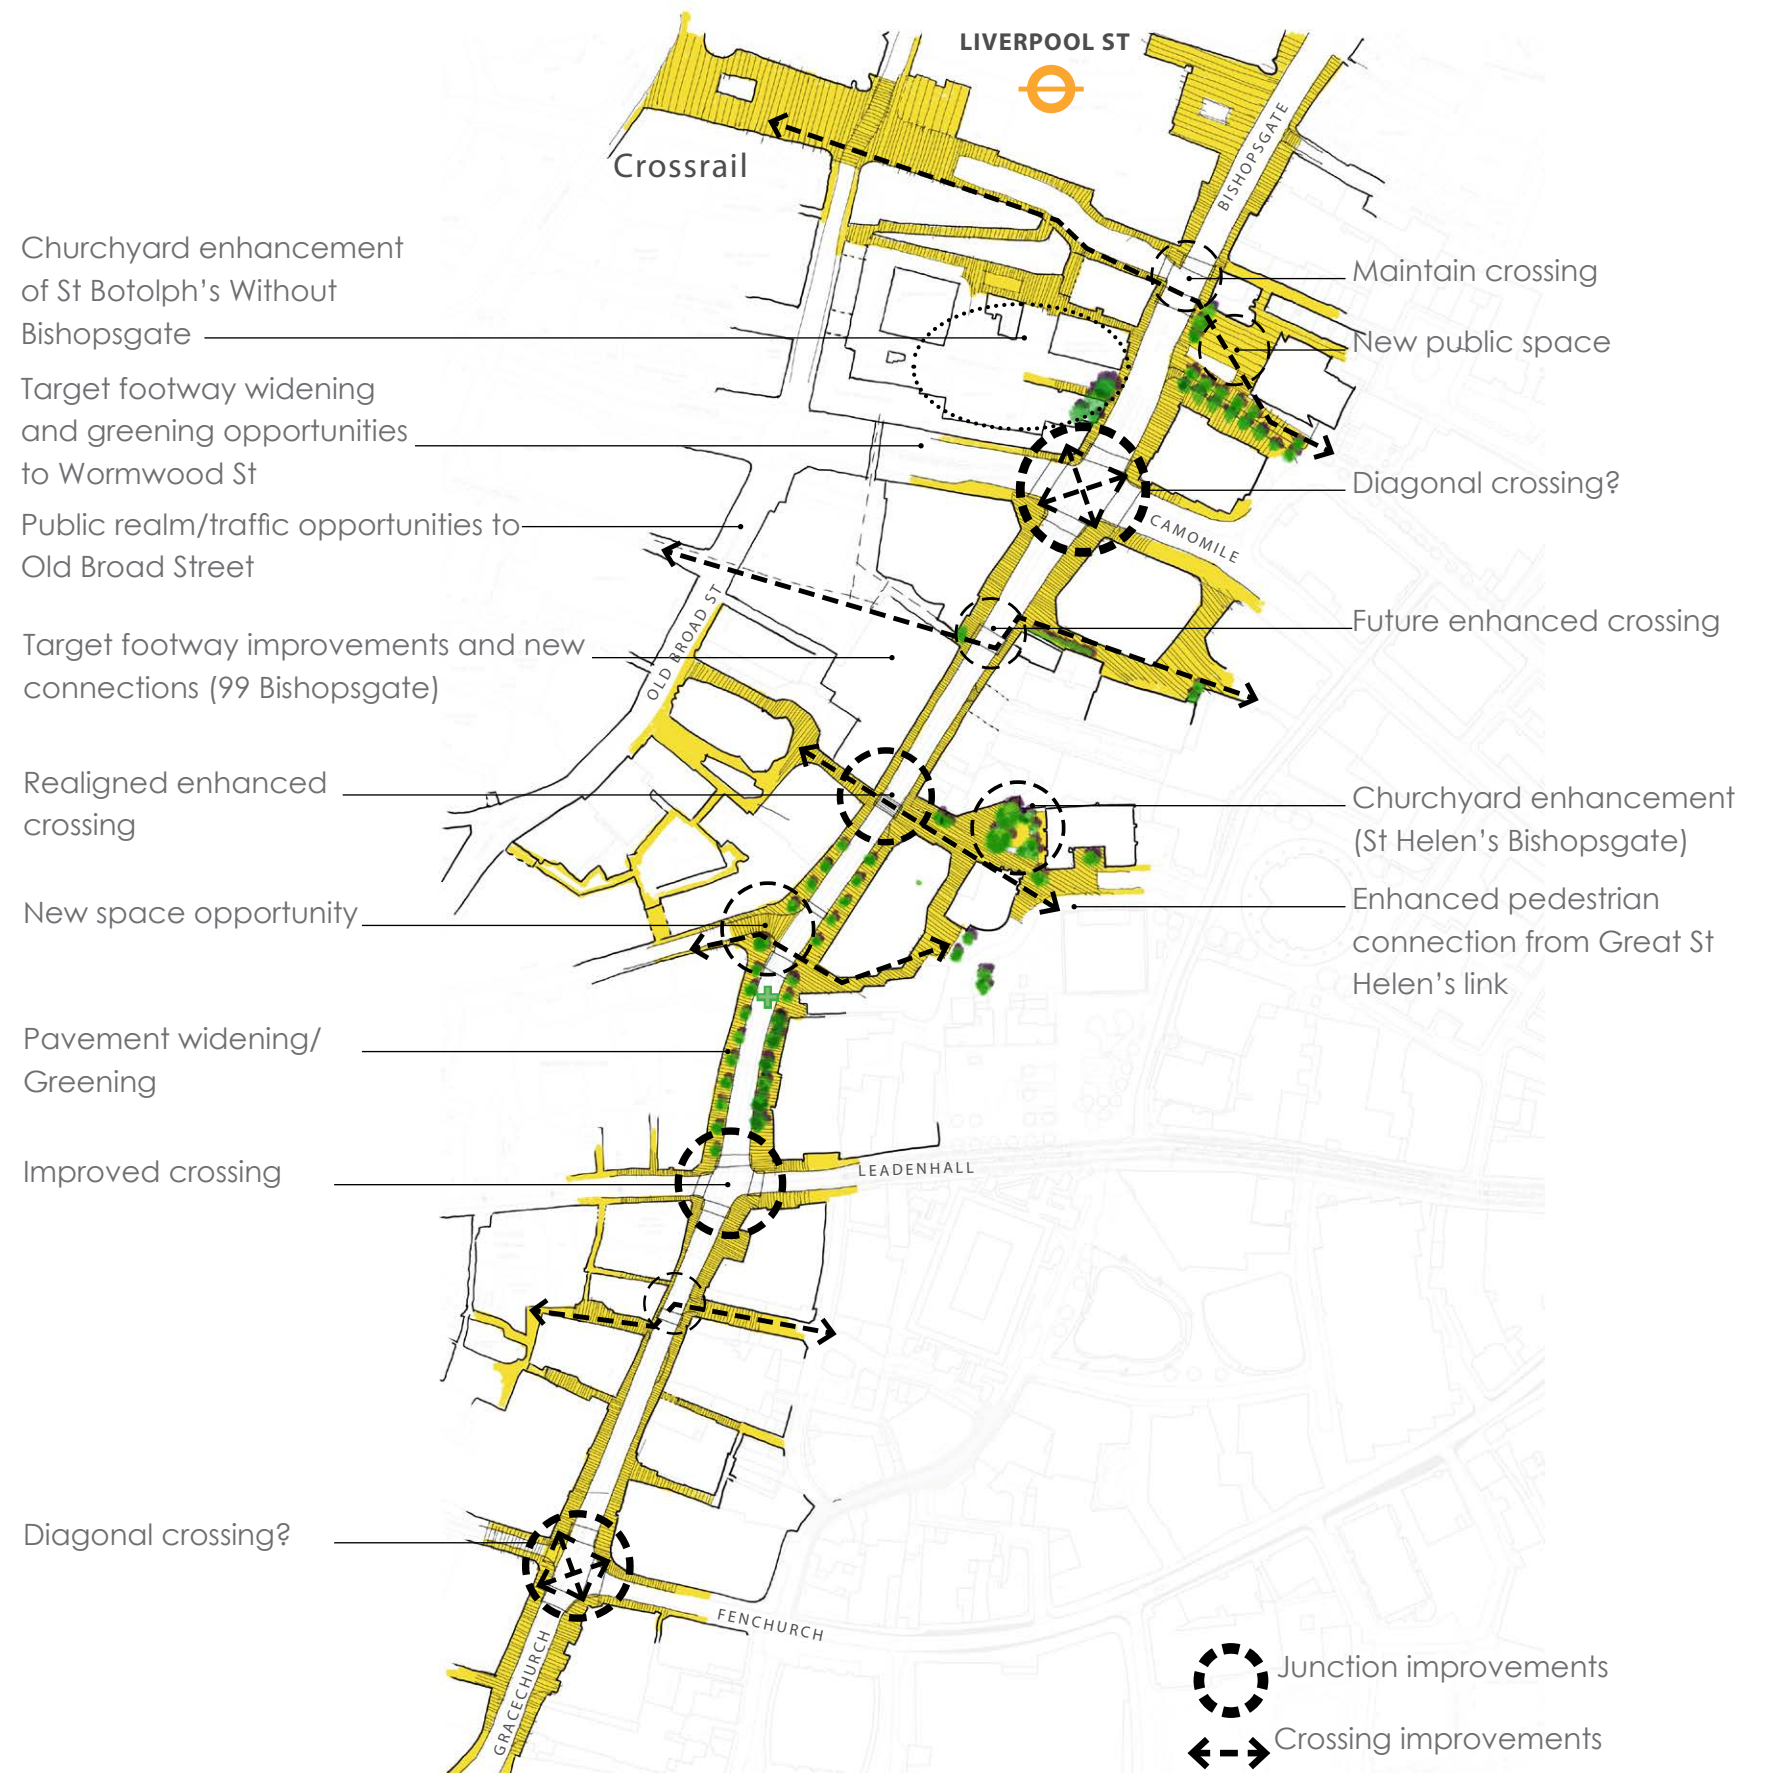 LIVERPOOL ST
Crossrail
BISHOPSGATE
Churchyard enhancement
of St Botolph's Without
Bishopsgate
Maintain crossing
New public space
Target footway widening
and greening opportunities
to Wormwood St
Diagonal crossing?
CAMOMILE
Public realm/traffic opportunities to
Old Broad Street
OLD BROAD ST
Future enhanced crossing
Target footway improvements and new
connections (99 Bishopsgate)
Realigned enhanced
crossing
Churchyard enhancement
(St Helen's Bishopsgate)
New space opportunity
Enhanced pedestrian
connection from Great St
Helen's link
Pavement widening/
Greening
Improved crossing
LEADENHALL
Diagonal crossing?
FENCHURCH
GRACECHURCH
Junction improvements
Crossing improvements